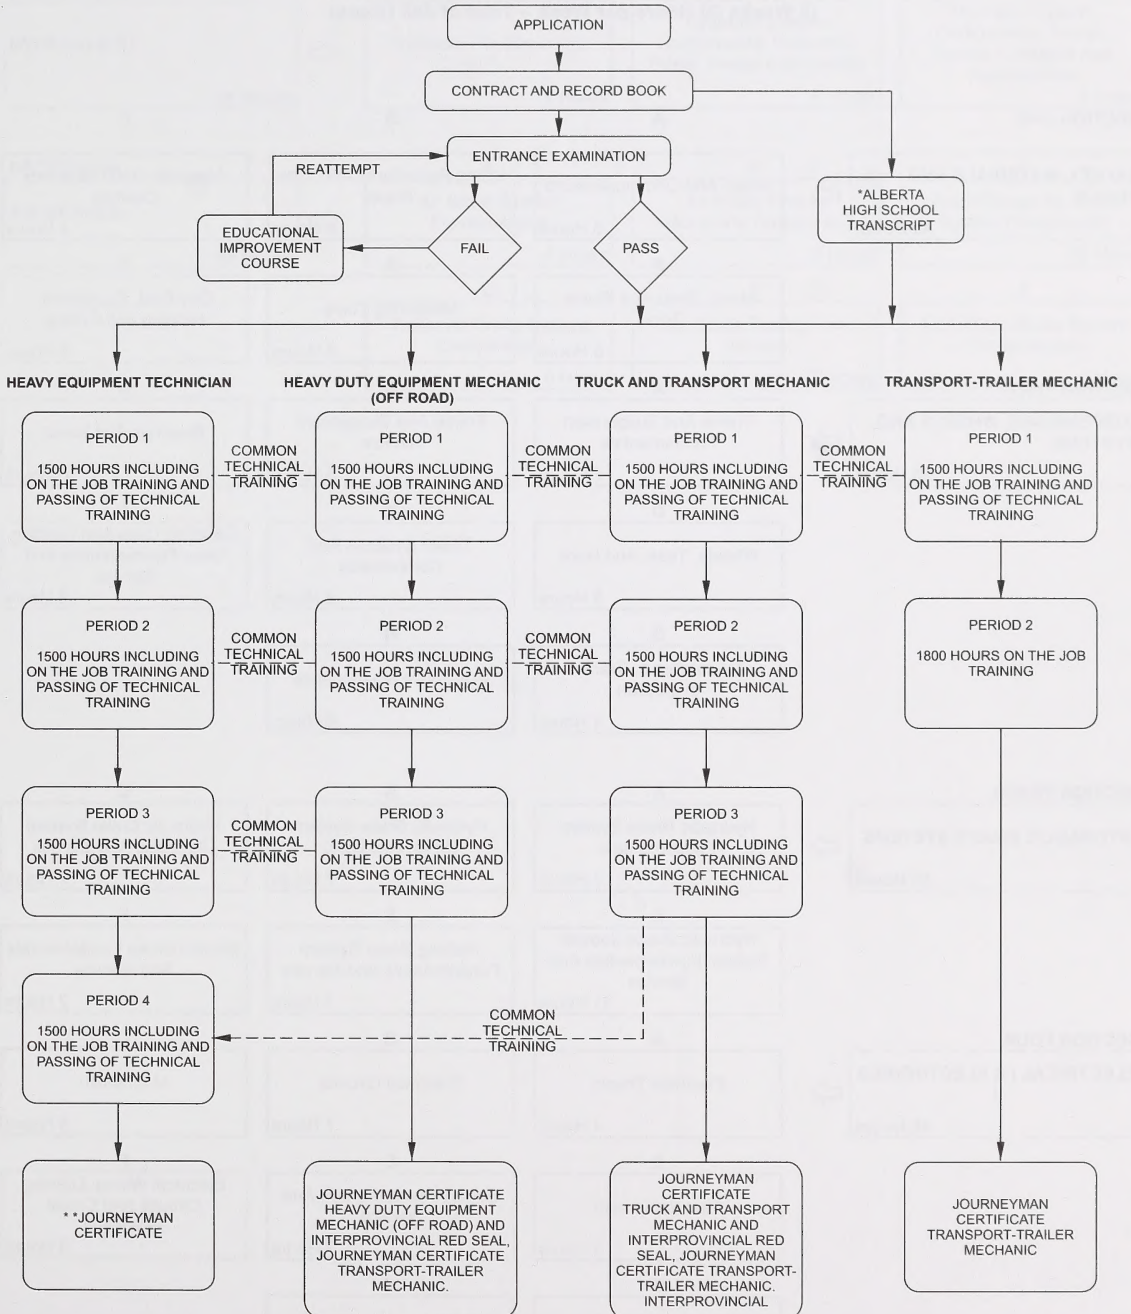 APPLICATION
CONTRACT AND RECORD BOOK
ENTRANCE EXAMINATION
REATTEMPT
*ALBERTA
HIGH SCHOOL
TRANSCRIPT
EDUCATIONAL
IMPROVEMENT
COURSE
FAIL
PASS
HEAVY EQUIPMENT TECHNICIAN
HEAVY DUTY EQUIPMENT MECHANIC
(OFF ROAD)
TRUCK AND TRANSPORT MECHANIC
TRANSPORT-TRAILER MECHANIC
PERIOD 1
1500 HOURS INCLUDING
ON THE JOB TRAINING AND
PASSING OF TECHNICAL
TRAINING
COMMON
TECHNICAL
TRAINING
PERIOD 1
1500 HOURS INCLUDING
ON THE JOB TRAINING AND
PASSING OF TECHNICAL
TRAINING
COMMON
TECHNICAL
TRAINING
PERIOD 1
1500 HOURS INCLUDING
ON THE JOB TRAINING AND
PASSING OF TECHNICAL
TRAINING
COMMON
TECHNICAL
TRAINING
PERIOD 1
1500 HOURS INCLUDING
ON THE JOB TRAINING AND
PASSING OF TECHNICAL
TRAINING
PERIOD 2
1500 HOURS INCLUDING
ON THE JOB TRAINING AND
PASSING OF TECHNICAL
TRAINING
COMMON
TECHNICAL
TRAINING
PERIOD 2
1500 HOURS INCLUDING
ON THE JOB TRAINING AND
PASSING OF TECHNICAL
TRAINING
COMMON
TECHNICAL
TRAINING
PERIOD 2
1500 HOURS INCLUDING
ON THE JOB TRAINING AND
PASSING OF TECHNICAL
TRAINING
PERIOD 2
1800 HOURS ON THE JOB
TRAINING
PERIOD 3
1500 HOURS INCLUDING
ON THE JOB TRAINING AND
PASSING OF TECHNICAL
TRAINING
COMMON
TECHNICAL
TRAINING
PERIOD 3
1500 HOURS INCLUDING
ON THE JOB TRAINING AND
PASSING OF TECHNICAL
TRAINING
PERIOD 3
1500 HOURS INCLUDING
ON THE JOB TRAINING AND
PASSING OF TECHNICAL
TRAINING
PERIOD 4
1500 HOURS INCLUDING
ON THE JOB TRAINING AND
PASSING OF TECHNICAL
TRAINING
COMMON
TECHNICAL
TRAINING
* *JOURNEYMAN
CERTIFICATE
JOURNEYMAN CERTIFICATE
HEAVY DUTY EQUIPMENT
MECHANIC (OFF ROAD) AND
INTERPROVINCIAL RED SEAL,
JOURNEYMAN CERTIFICATE
TRANSPORT-TRAILER
MECHANIC.
JOURNEYMAN
CERTIFICATE
TRUCK AND TRANSPORT
MECHANIC AND
INTERPROVINCIAL RED
SEAL, JOURNEYMAN
CERTIFICATE TRANSPORT-
TRAILER MECHANIC.
INTERPROVINCIAL
JOURNEYMAN
CERTIFICATE
TRANSPORT-TRAILER
MECHANIC